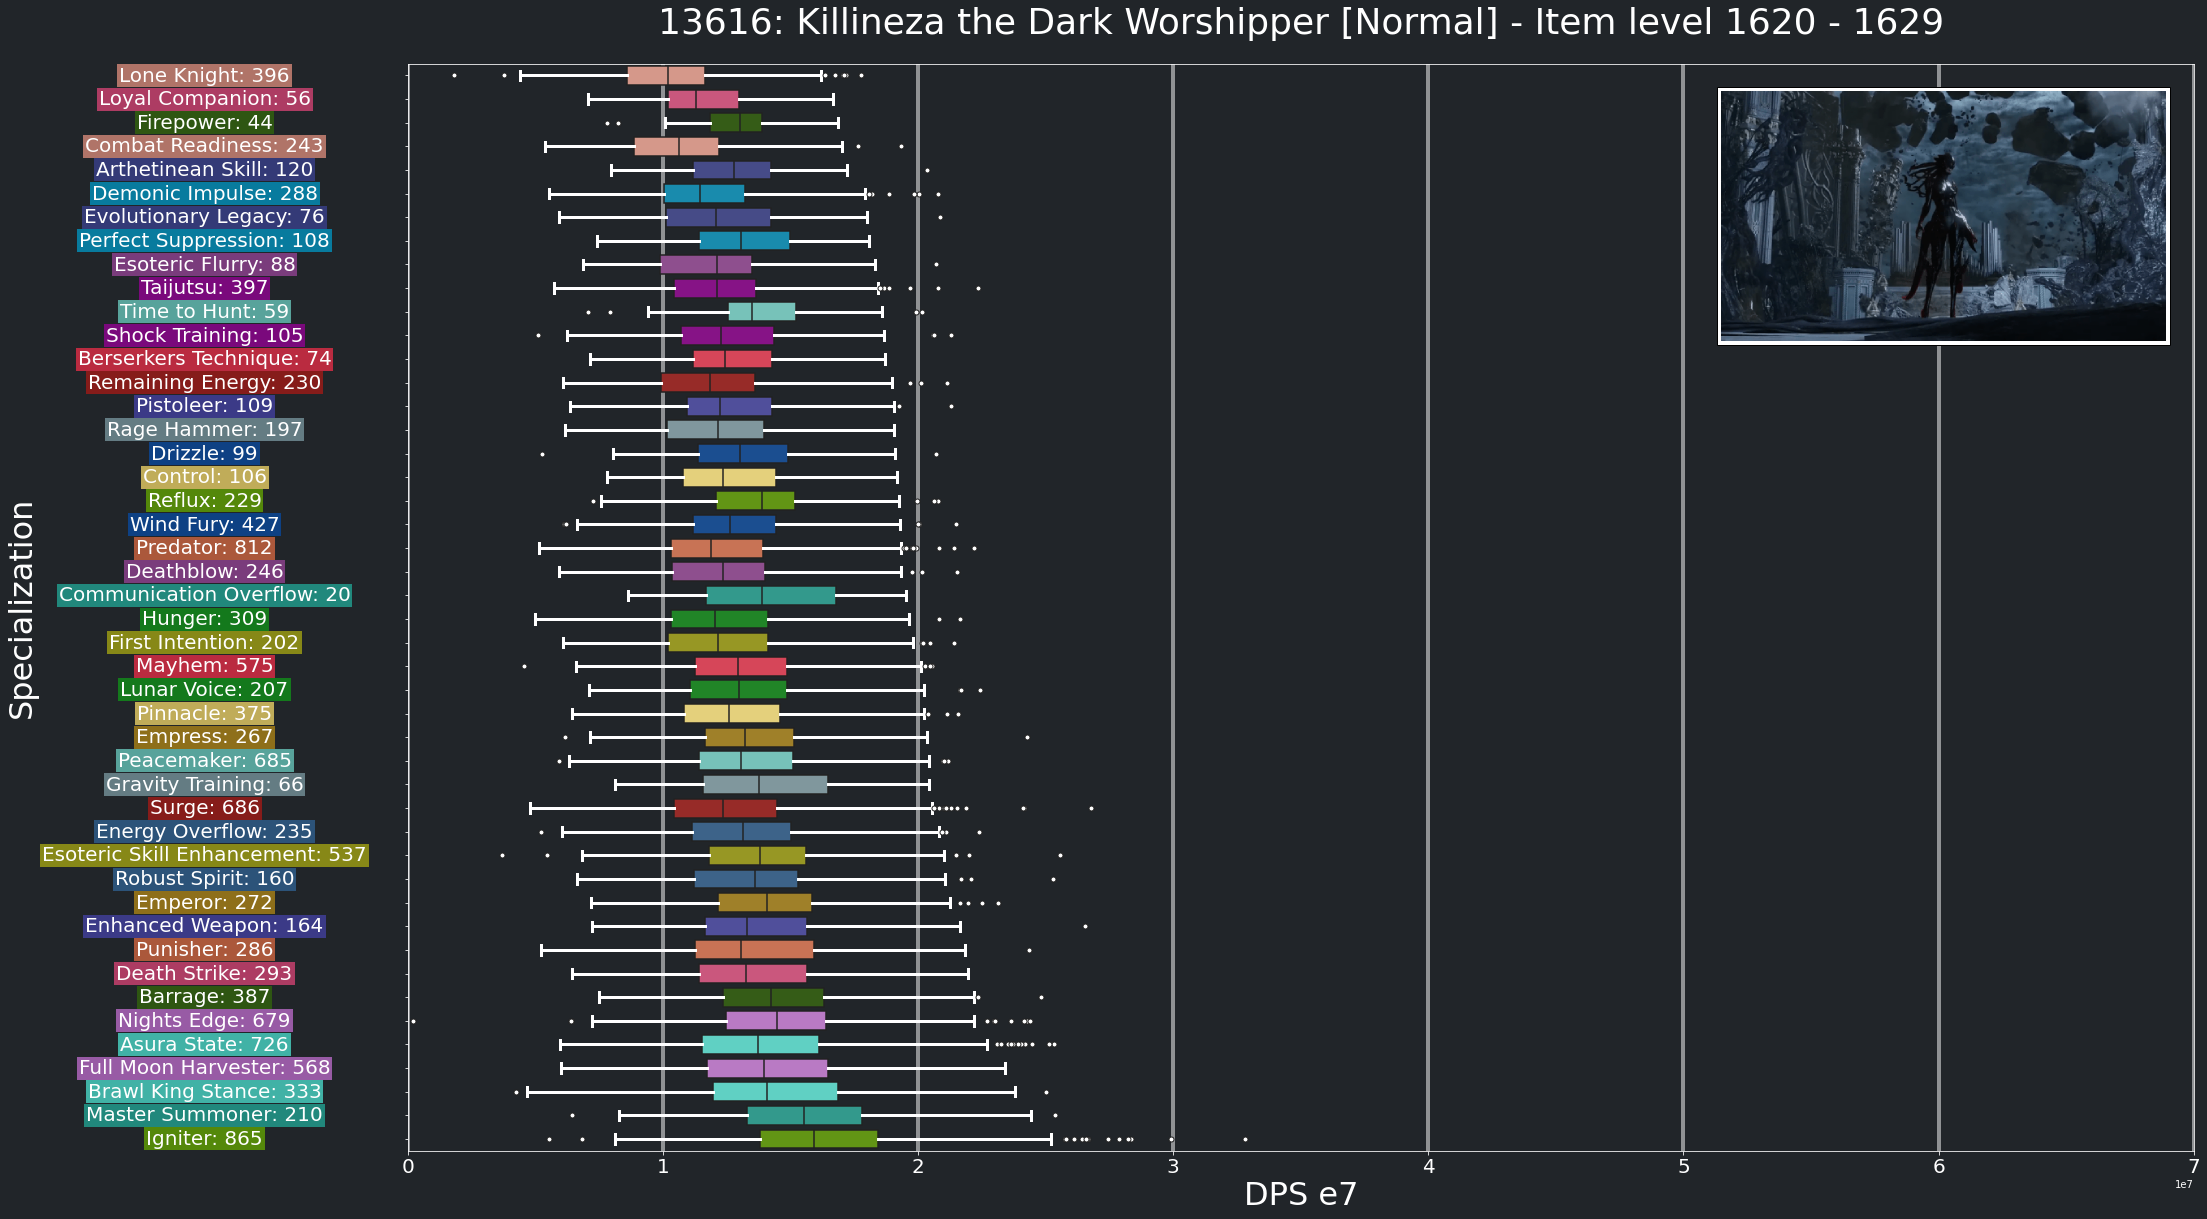 13616: Killineza the Dark Worshipper [Normal] - Item level 1620 - 1629
Specialization
Lone Knight: 396
Loyal Companion: 56
Firepower: 44
Combat Readiness: 243
Arthetinean Skill: 120
Demonic Impulse: 288
Evolutionary Legacy: 76
Perfect Suppression: 108
Esoteric Flurry: 88
Taijutsu: 397
Time to Hunt: 59
Shock Training: 105
Berserkers Technique: 74
Remaining Energy: 230
Pistoleer: 109
Rage Hammer: 197
Drizzle: 99
Control: 106
Reflux: 229
Wind Fury: 427
Predator: 812
Deathblow: 246
Communication Overflow: 20
Hunger: 309
First Intention: 202
Mayhem: 575
Lunar Voice: 207
Pinnacle: 375
Empress: 267
Peacemaker: 685
Gravity Training: 66
Surge: 686
Energy Overflow: 235
Esoteric Skill Enhancement: 537
Robust Spirit: 160
Emperor: 272
Enhanced Weapon: 164
Punisher: 286
Death Strike: 293
Barrage: 387
Nights Edge: 679
Asura State: 726
Full Moon Harvester: 568
Brawl King Stance: 333
Master Summoner: 210
Igniter: 865
0 1 2 3 4 5 6 7
1e7
DPS e7